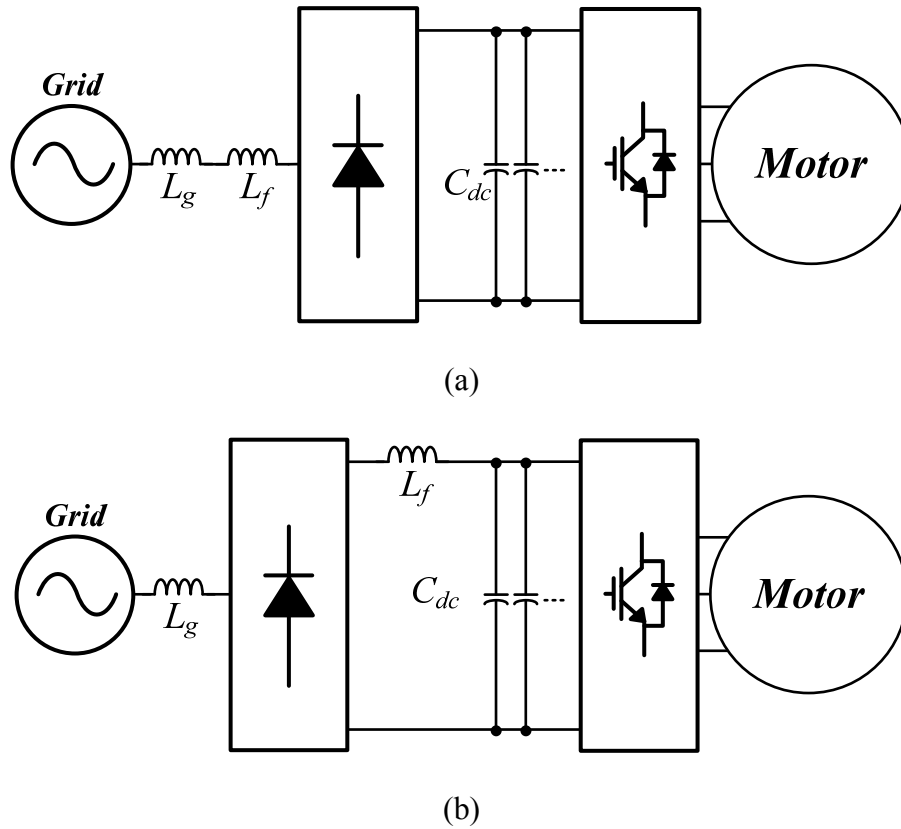 Grid
L_g L_f
C_dc
Motor
(a)
L_f
Grid
L_g
C_dc
Motor
(b)